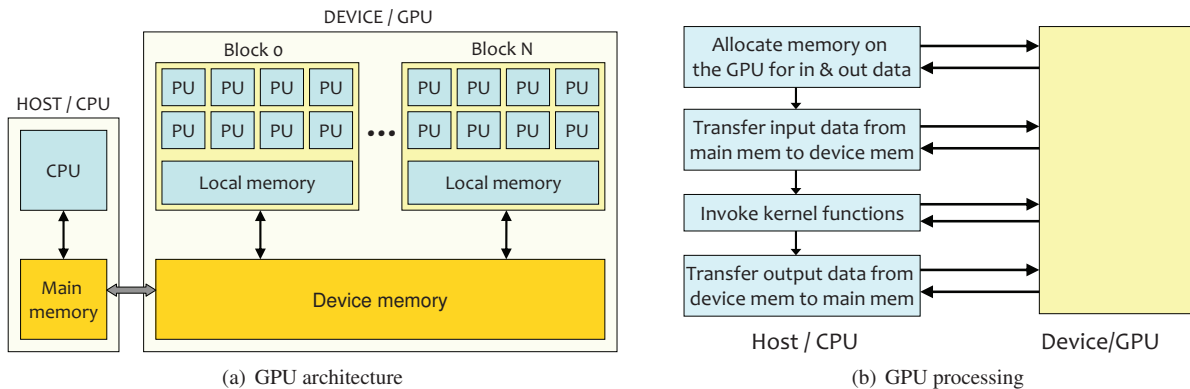 DEVICE / GPU
Block 0
Block N
PU PU PU PU
PU PU PU PU
PU PU PU PU
PU PU PU PU
Local memory
Local memory
HOST / CPU
CPU
Main
memory
Device memory
(a) GPU architecture
Allocate memory on
the GPU for in & out data
Transfer input data from
main mem to device mem
Invoke kernel functions
Transfer output data from
device mem to main mem
Host / CPU
Device/GPU
(b) GPU processing